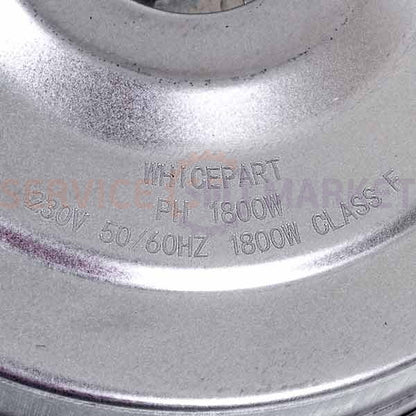 WHICEPART
PH 1800W
230V 50/60HZ 1800W CLASS F